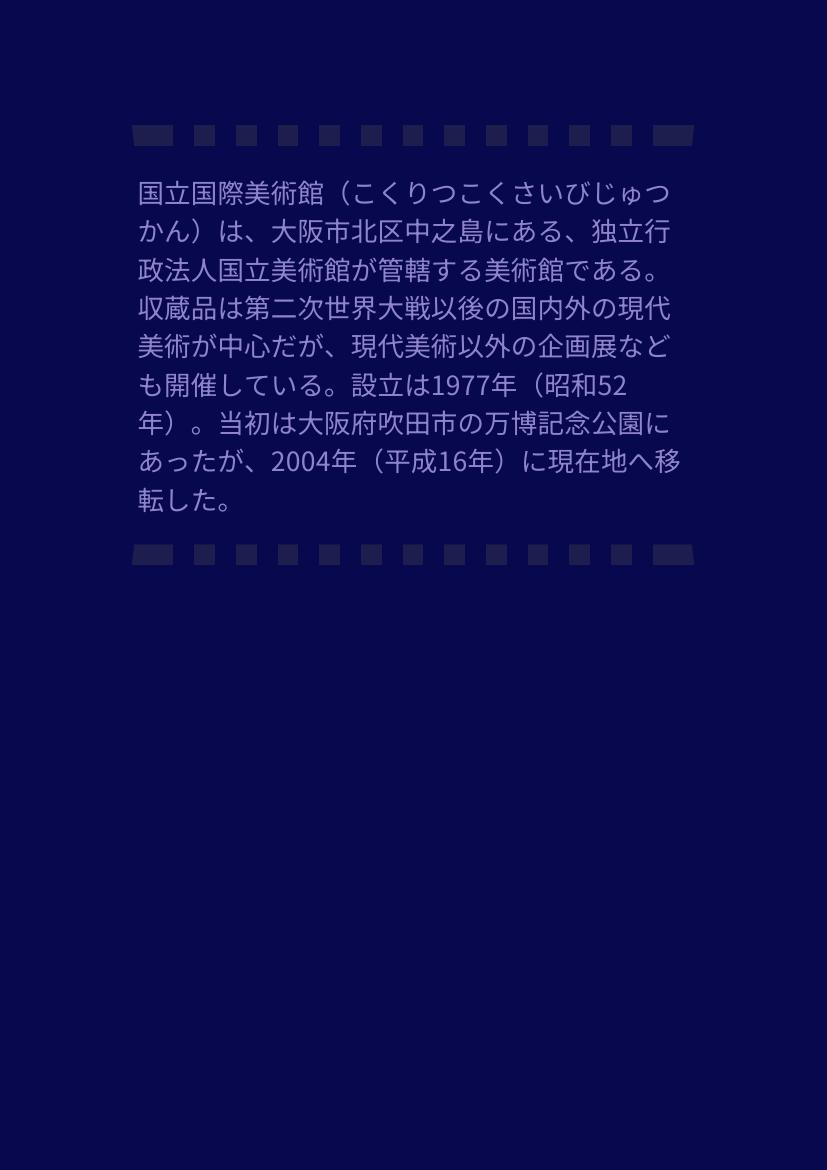 国立国際美術館（こくりつこくさいびじゅつ
かん）は、大阪市北区中之島にある、独立行
政法人国立美術館が管轄する美術館である。
収蔵品は第二次世界大戦以後の国内外の現代
美術が中心だが、現代美術以外の企画展など
も開催している。設立は1977年（昭和52
年）。当初は大阪府吹田市の万博記念公園に
あったが、2004年（平成16年）に現在地へ移
転した。